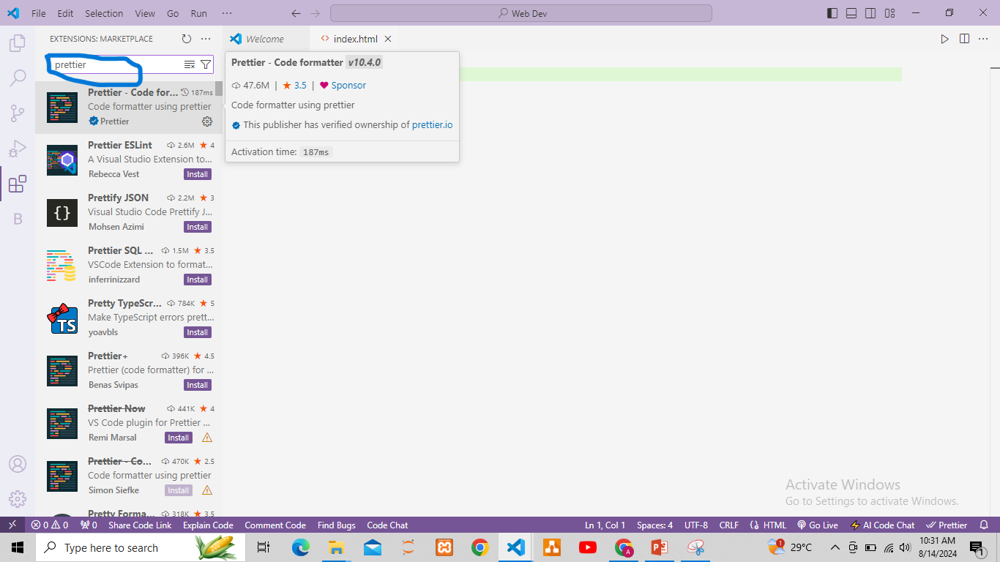 File Edit Selection View Go Run ···
Web Dev
EXTENSIONS: MARKETPLACE
Welcome
index.html
prettier
Prettier - Code for... 187ms
Code formatter using prettier
Prettier
Prettier ESLint 2.6M ★ 4
A Visual Studio Extension to...
Rebecca Vest Install
Prettify JSON 2.2M ★ 3
Visual Studio Code Prettify J...
Mohsen Azimi Install
Prettier SQL ... 1.5M ★ 3.5
VSCode Extension to format...
inferrinizzard Install
Pretty TypeScr... 784K ★ 5
Make TypeScript errors prett...
yoavbls Install
TS
Prettier+ 396K ★ 4.5
Prettier (code formatter) for ...
Benas Svipas Install
Prettier Now 441K ★ 4
VS Code plugin for Prettier ...
Remi Marsal Install
Prettier - Co... 470K ★ 2.5
Code formatter using prettier
Simon Siefke Install
Pretty Forma... 318K ★ 3.5
Prettier - Code formatter v10.4.0
47.6M | ★ 3.5 | ♥ Sponsor
Code formatter using prettier
This publisher has verified ownership of prettier.io
Activation time: 187ms
B
Activate Windows
Go to Settings to activate Windows.
0 0 0 Share Code Link Explain Code Comment Code Find Bugs Code Chat Ln 1, Col 1 Spaces: 4 UTF-8 CRLF HTML Go Live AI Code Chat Prettier
Type here to search
1 29°C
10:31 AM
8/14/2024
1